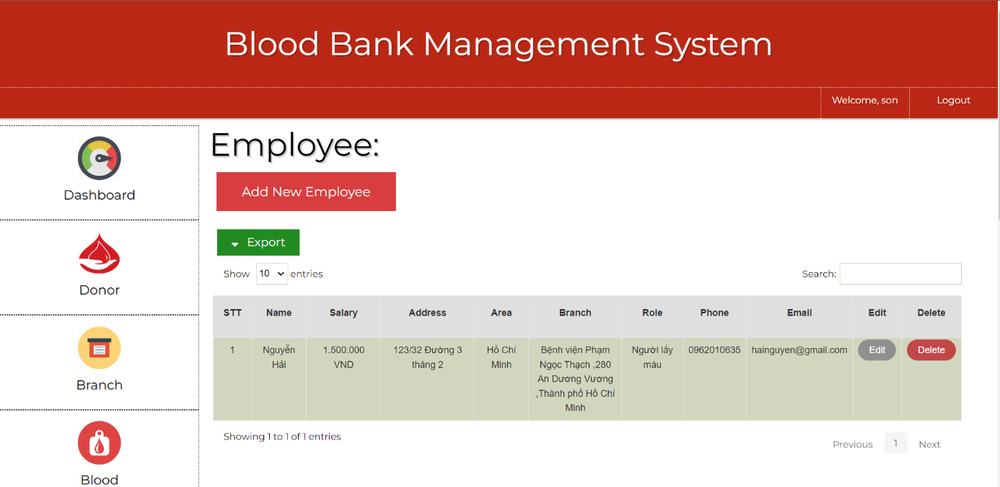 Blood Bank Management System
Welcome, son
Logout
Dashboard
Donor
Branch
Blood
Employee:
Add New Employee
Export
Show 10 entries
Search:
STT Name Salary Address Area Branch Role Phone Email Edit Delete
1
Nguyễn
Hải
1.500.000
VND
123/32 Đường 3
tháng 2
Hồ Chí
Minh
Bệnh viện Phạm
Ngọc Thạch ,280
An Dương Vương
,Thành phố Hồ Chí
Minh
Người lấy
máu
0962010635
hainguyen@gmail.com
Edit
Delete
Showing 1 to 1 of 1 entries
Previous 1 Next